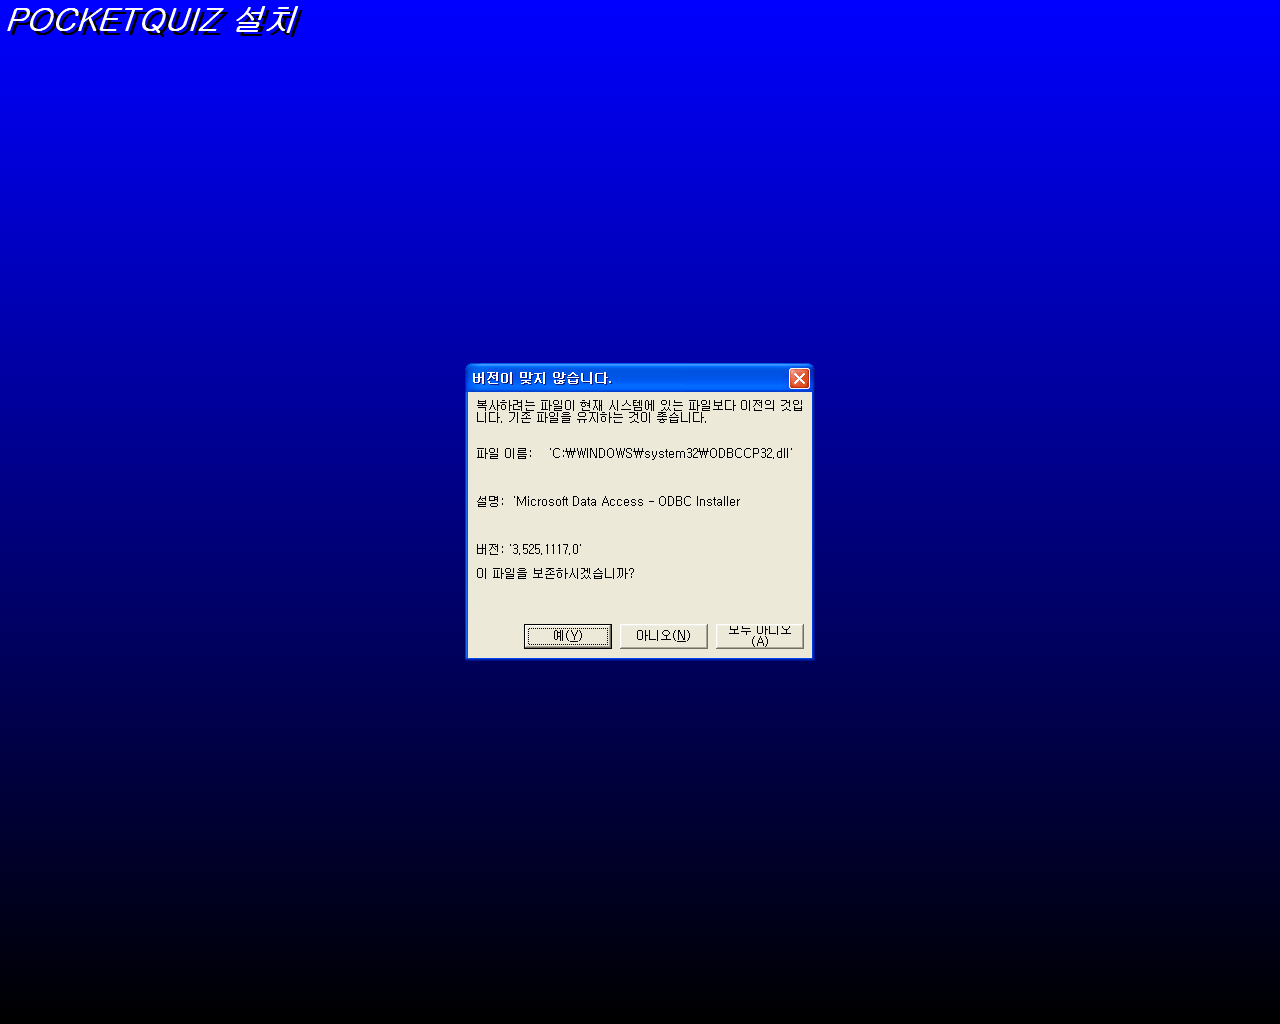 POCKETQUIZ 설치
버전이 맞지 않습니다.
복사하려는 파일이 현재 시스템에 있는 파일보다 이전의 것입
니다. 기존 파일을 유지하는 것이 좋습니다.
파일 이름: 'C:₩WINDOWS₩system32₩ODBCCP32.dll'
설명: 'Microsoft Data Access - ODBC Installer
버전: '3.525.1117.0'
이 파일을 보존하시겠습니까?
예(Y) 아니오(N) 모두 아니오
(A)